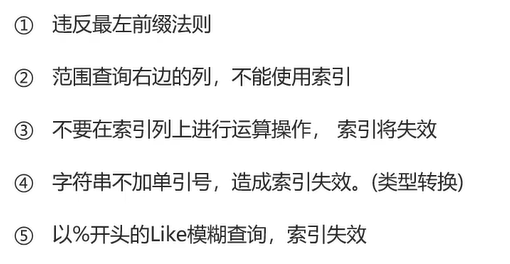 ① 违反最左前缀法则
② 范围查询右边的列，不能使用索引
③ 不要在索引列上进行运算操作， 索引将失效
④ 字符串不加单引号，造成索引失效。(类型转换)
⑤ 以%开头的Like模糊查询，索引失效